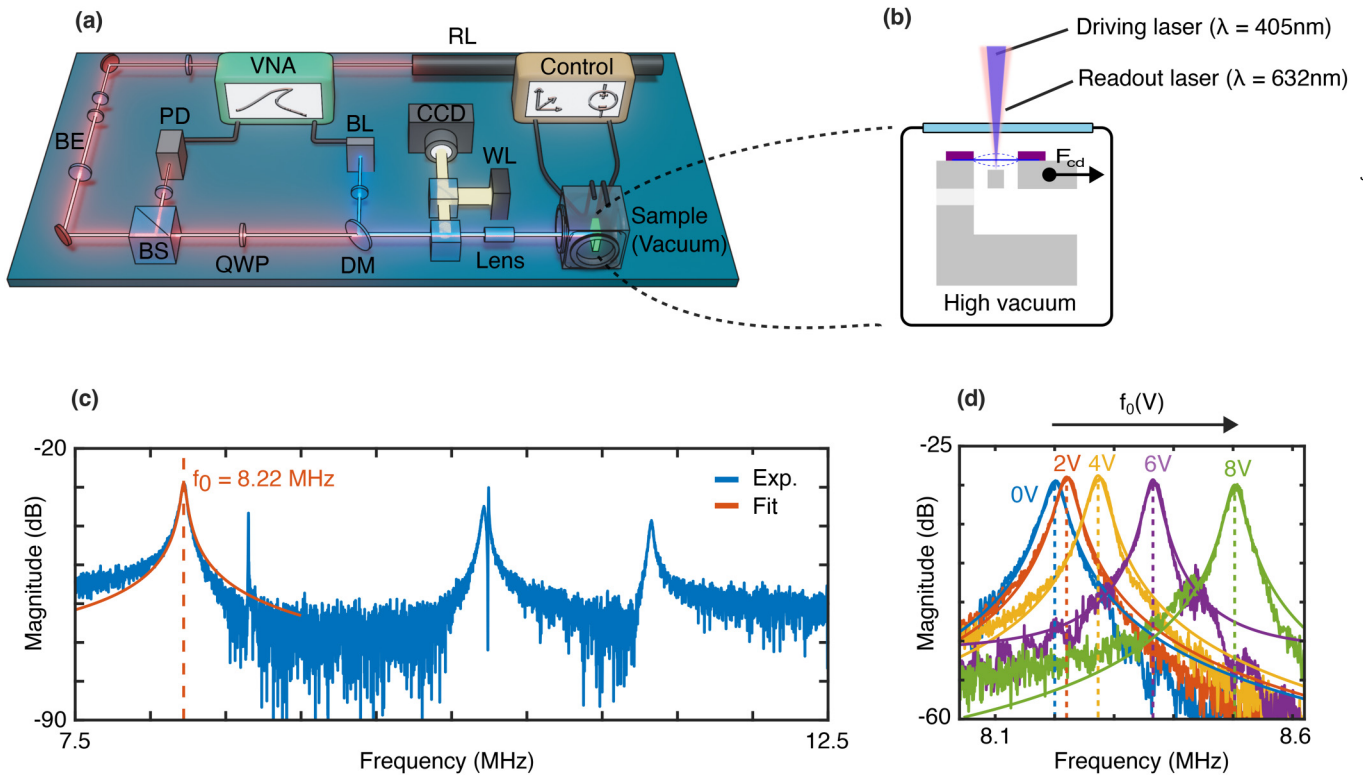 (a)
RL
VNA
Control
PD
BL
CCD
BE
WL
BS
QWP
DM
Lens
Sample
(Vacuum)
(b)
Driving laser (λ = 405nm)
Readout laser (λ = 632nm)
F_cd
High vacuum
(c)
-20
f₀ = 8.22 MHz
Exp.
Fit
Magnitude (dB)
-90
7.5
12.5
Frequency (MHz)
(d)
f₀(V)
-25
0V
2V
4V
6V
8V
Magnitude (dB)
-60
8.1
8.6
Frequency (MHz)